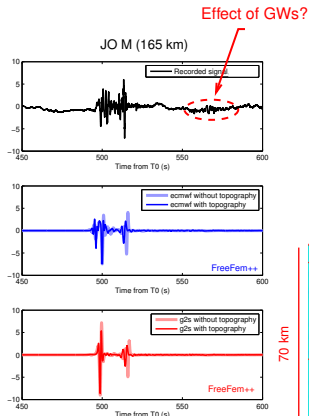 Effect of GWs?
JO M (165 km)
10
5
0
−5
−10
Recorded signal
450 500 550 600
Time from T0 (s)
10
5
0
−5
−10
ecmwf without topography
ecmwf with topography
FreeFem++
450 500 550 600
Time from T0 (s)
10
5
0
−5
−10
g2s without topography
g2s with topography
FreeFem++
450 500 550 600
Time from T0 (s)
70 km